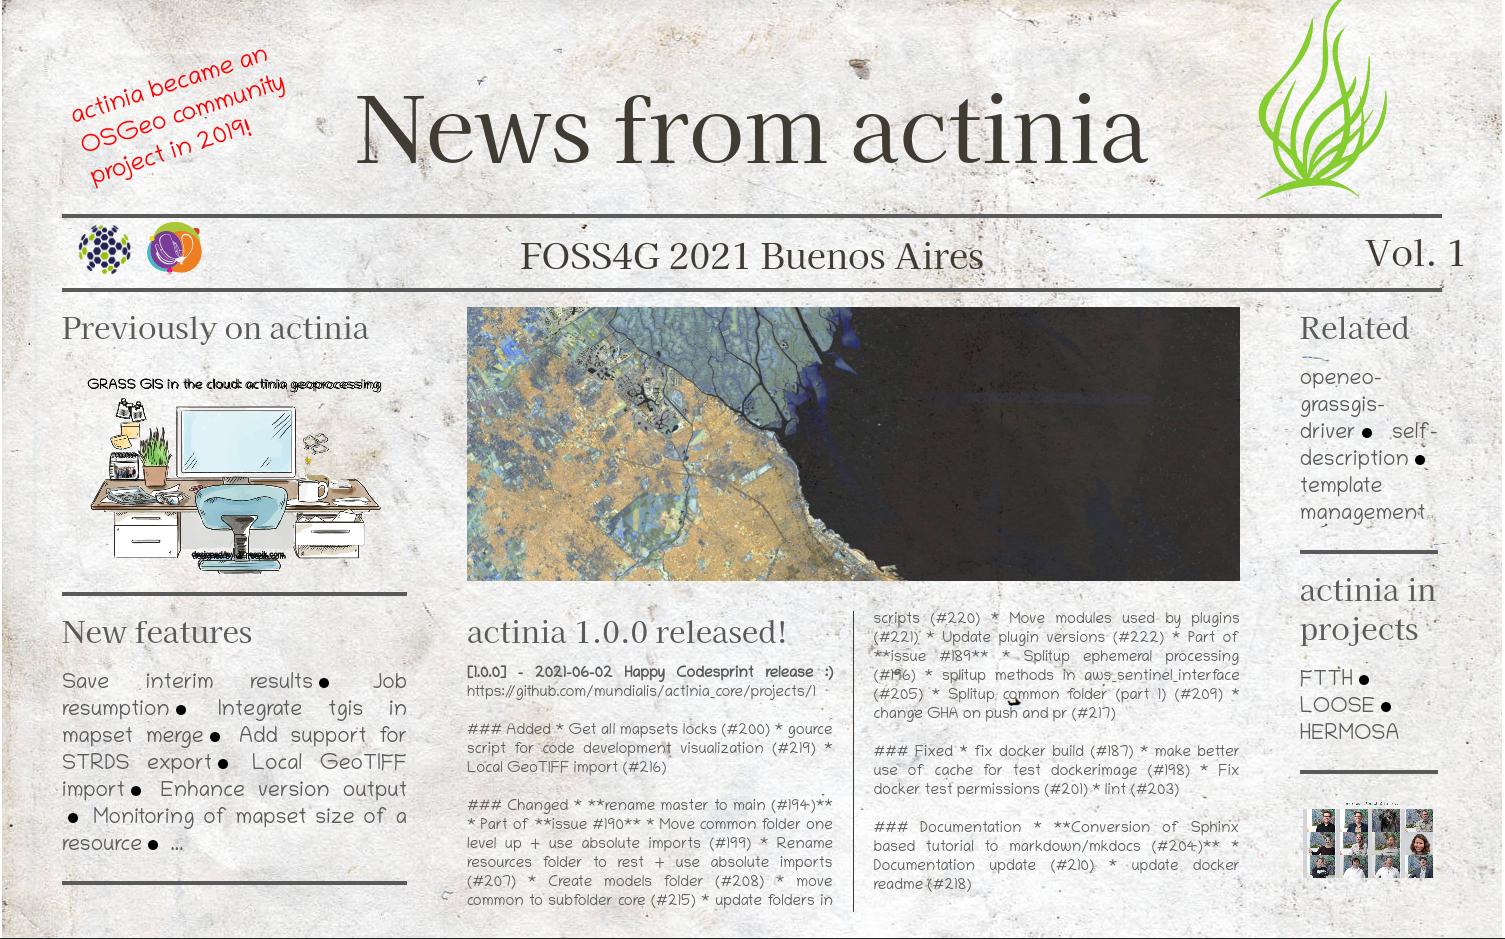 actinia became an
OSGeo community
project in 2019!
News from actinia
FOSS4G 2021 Buenos Aires
Vol. 1
Previously on actinia
GRASS GIS in the cloud: actinia geoprocessing
New features
Save interim results ● Job
resumption ● Integrate tgis in
mapset merge ● Add support for
STRDS export ● Local GeoTIFF
import ● Enhance version output
● Monitoring of mapset size of a
resource ● ...
actinia 1.0.0 released!
[1.0.0] - 2021-06-02 Happy Codesprint release :)
https://github.com/mundialis/actinia_core/projects/1
### Added * Get all mapsets locks (#200) * gource
script for code development visualization (#219) *
Local GeoTIFF import (#216)
### Changed * **rename master to main (#194)**
* Part of **issue #190** * Move common folder one
level up + use absolute imports (#199) * Rename
resources folder to rest + use absolute imports
(#207) * Create models folder (#208) * move
common to subfolder core (#215) * update folders in
scripts (#220) * Move modules used by plugins
(#221) * Update plugin versions (#222) * Part of
**issue #189** * Splitup ephemeral processing
(#196) * splitup methods in aws_sentinel_interface
(#205) * Splitup common folder (part 1) (#209) *
change GHA on push and pr (#217)
### Fixed * fix docker build (#187) * make better
use of cache for test dockerimage (#198) * Fix
docker test permissions (#201) * lint (#203)
### Documentation * **Conversion of Sphinx
based tutorial to markdown/mkdocs (#204)** *
Documentation update (#210) * update docker
readme (#218)
Related
openeo-
grassgis-
driver ● self-
description ●
template
management
actinia in
projects
FTTH ●
LOOSE ●
HERMOSA